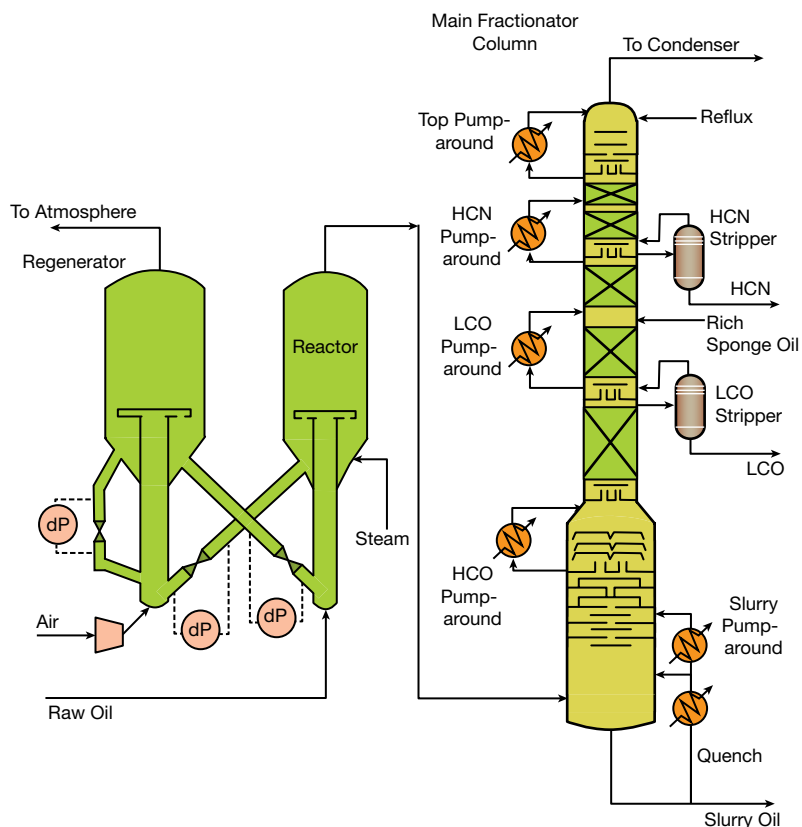 Main Fractionator
Column
To Condenser
Top Pump-
around
Reflux
To Atmosphere
Regenerator
HCN
Pump-
around
HCN
Stripper
HCN
Reactor
LCO
Pump-
around
Rich
Sponge Oil
LCO
Stripper
LCO
dP
Steam
HCO
Pump-
around
Slurry
Pump-
around
Air
dP
dP
Raw Oil
Quench
Slurry Oil